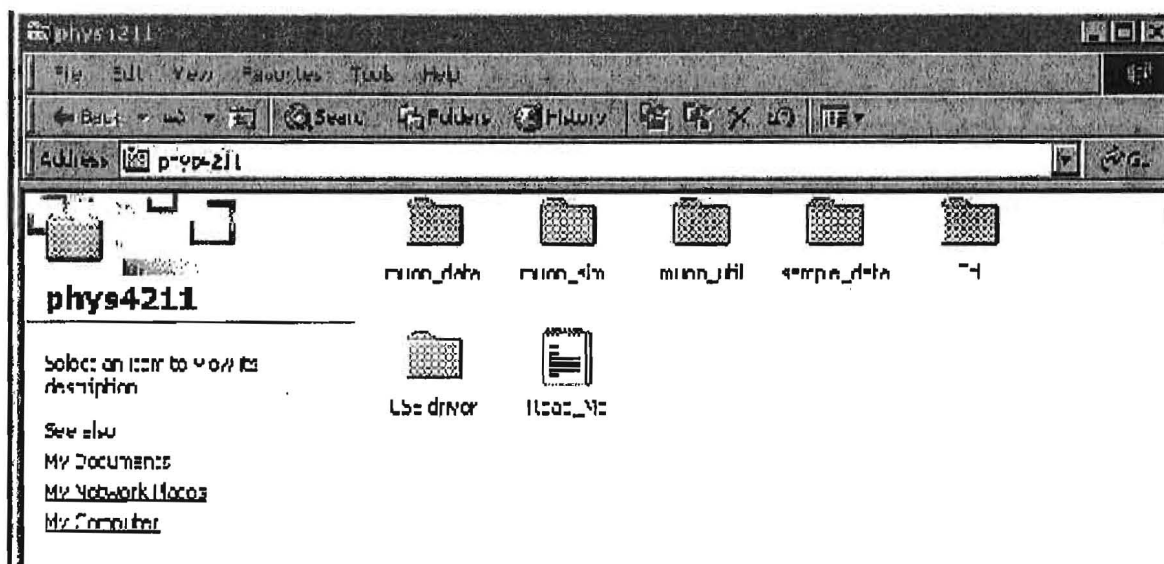 phys4211
File Edit View Favorites Tools Help
Back Search Folders History
Address phys4211
muon_data muon_sim muon_util sample_data
phys4211
Select an item to view its
description
USB driver Read_Me
See also
My Documents
My Network Places
My Computer